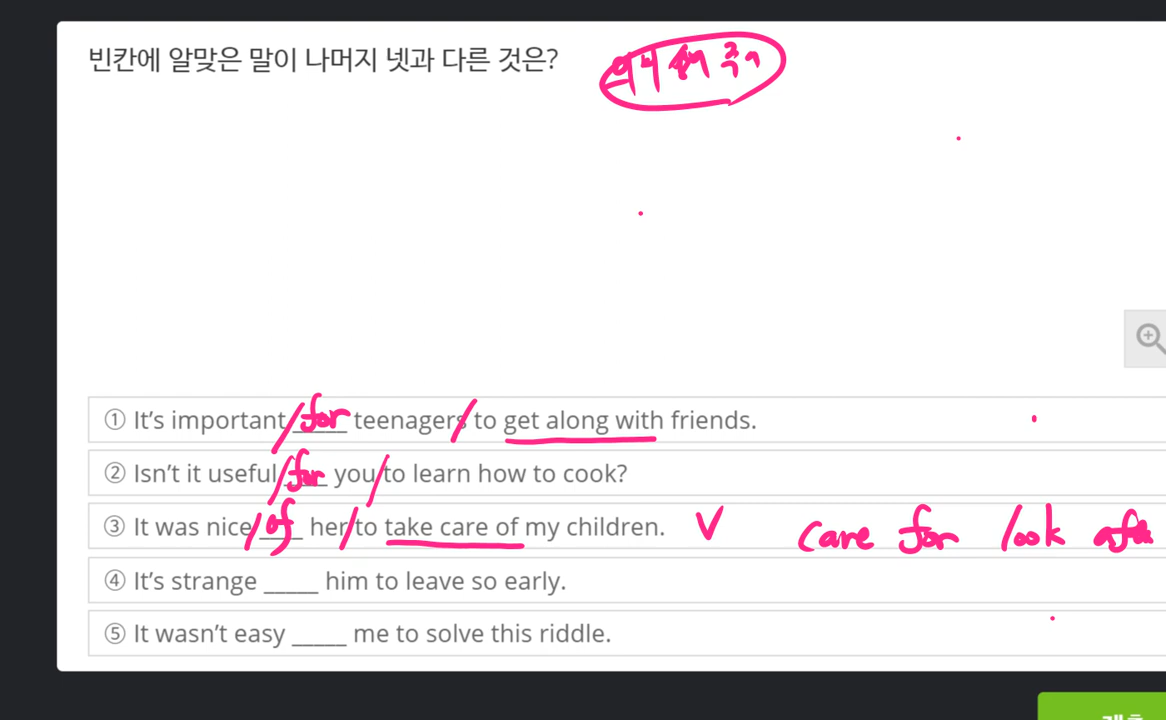 빈칸에 알맞은 말이 나머지 넷과 다른 것은?
① It's important for teenagers / to get along with friends.
② Isn't it useful / for you / to learn how to cook?
③ It was nice / of her / to take care of my children. V care for look after
④ It's strange _____ him to leave so early.
⑤ It wasn't easy _____ me to solve this riddle.